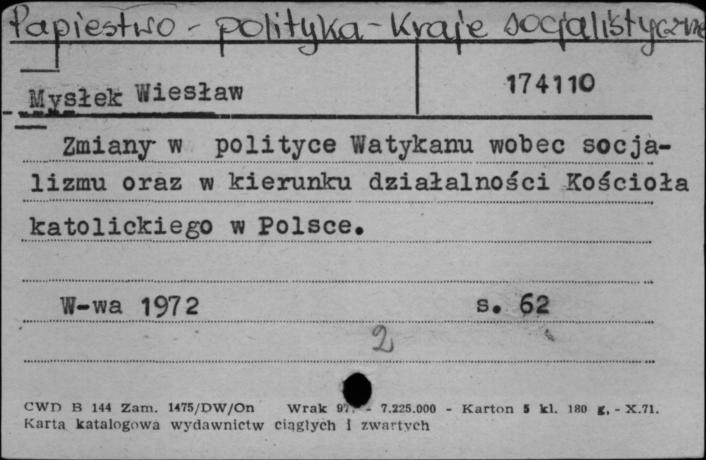 Papiestwo - polityka - Kraje socjalistyczne
Mysłek Wiesław 174110
Zmiany w polityce Watykanu wobec socja-
lizmu oraz w kierunku działalności Kościoła
katolickiego w Polsce.
W-wa 1972 s. 62
2
CWD B 144 Zam. 1475/DW/On Wrak - 7.225.000 - Karton 5 kl. 180 g, - X.71.
Karta katalogowa wydawnictw ciągłych i zwartych